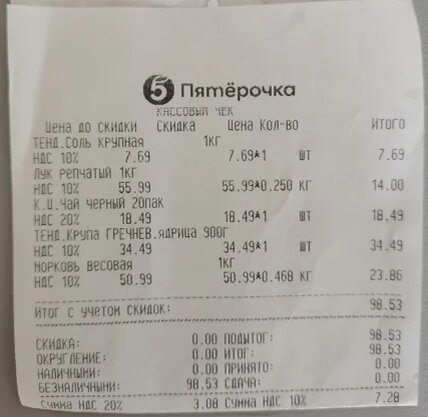 5 Пятёрочка
КАССОВЫЙ ЧЕК
ЦЕНА ДО СКИДКИ СКИДКА ЦЕНА КОЛ-ВО ИТОГО
ТЕНД.СОЛЬ КРУПНАЯ 1КГ
НДС 10% 7.69 7.69*1 ШТ 7.69
ЛУК РЕПЧАТЫЙ 1КГ
НДС 10% 55.99 55.99*0.250 КГ 14.00
К.Ц.ЧАЙ ЧЕРНЫЙ 20ПАК
НДС 20% 18.49 18.49*1 ШТ 18.49
ТЕНД.КРУПА ГРЕЧНЕВ.ЯДРИЦА 900Г
НДС 10% 34.49 34.49*1 ШТ 34.49
МОРКОВЬ ВЕСОВАЯ 1КГ
НДС 10% 50.99 50.99*0.468 КГ 23.86
ИТОГ С УЧЕТОМ СКИДОК: 98.53
СКИДКА: 0.00 ПОДЫТОГ: 98.53
ОКРУГЛЕНИЕ: 0.00 ИТОГ: 98.53
НАЛИЧНЫМИ: 0.00 ПРИНЯТО: 0.00
БЕЗНАЛИЧНЫМИ: 98.53 СДАЧА: 0.00
СУММА НДС 20% 3.08 СУММА НДС 10% 7.28